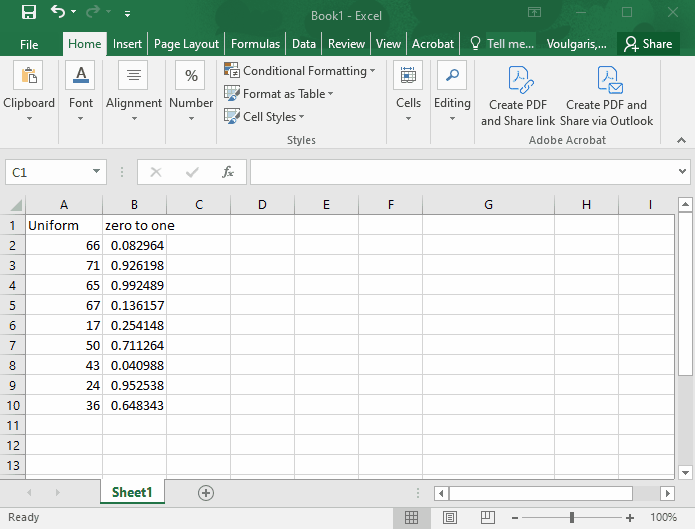 Book1 - Excel
File Home Insert Page Layout Formulas Data Review View Acrobat Tell me... Voulgaris,... Share
Clipboard Font Alignment Number
Conditional Formatting
Format as Table
Cell Styles
Styles
Cells Editing
Create PDF and Share link
Create PDF and Share via Outlook
Adobe Acrobat
C1 fx
A B C D E F G H I
1 Uniform zero to one
2 66 0.082964
3 71 0.926198
4 65 0.992489
5 67 0.136157
6 17 0.254148
7 50 0.711264
8 43 0.040988
9 24 0.952538
10 36 0.648343
11
12
13
Sheet1
Ready 100%